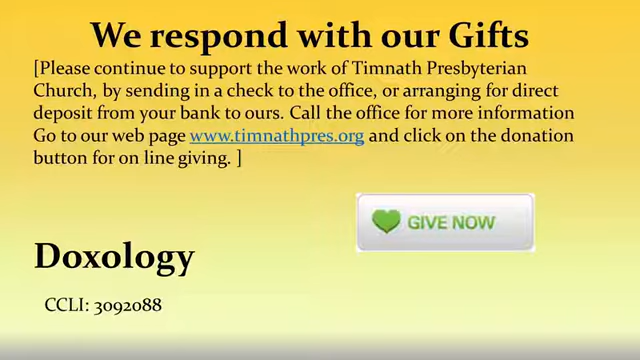 We respond with our Gifts
[Please continue to support the work of Timnath Presbyterian
Church, by sending in a check to the office, or arranging for direct
deposit from your bank to ours. Call the office for more information
Go to our web page www.timnathpres.org and click on the donation
button for on line giving. ]
GIVE NOW
Doxology
CCLI: 3092088